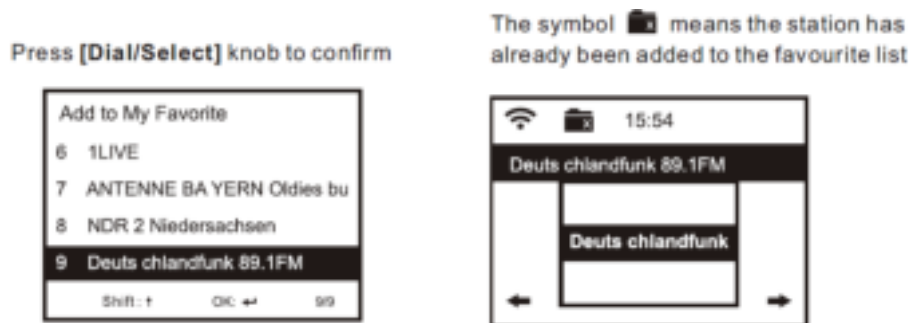 Press [Dial/Select] knob to confirm
Add to My Favorite
6 1LIVE
7 ANTENNE BA YERN Oldies bu
8 NDR 2 Niedersachsen
9 Deuts chlandfunk 89.1FM
Shift: ↑ OK: ↵ 9/9
The symbol means the station has
already been added to the favourite list
15:54
Deuts chlandfunk 89.1FM
Deuts chlandfunk